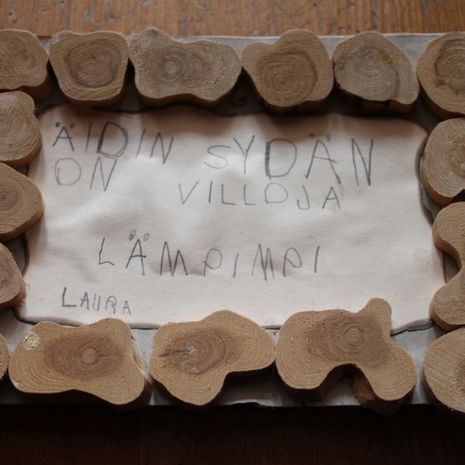 ÄIDIN SYDÄN
ON VILLOJA
LÄMPIMPI
LAURA